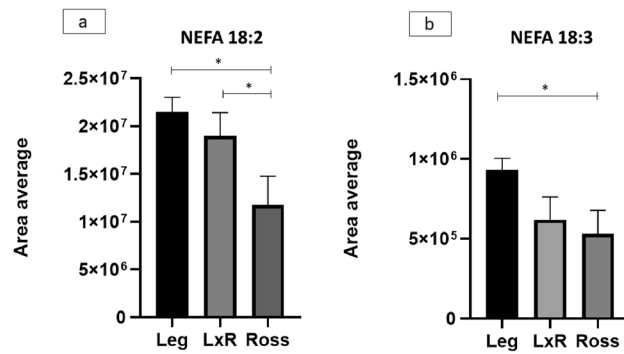 a
NEFA 18:2
*
*
2.5×10⁷
2×10⁷
1.5×10⁷
1×10⁷
5×10⁶
0
Area average
Leg LxR Ross
b
NEFA 18:3
*
1.5×10⁶
1×10⁶
5×10⁵
0
Area average
Leg LxR Ross